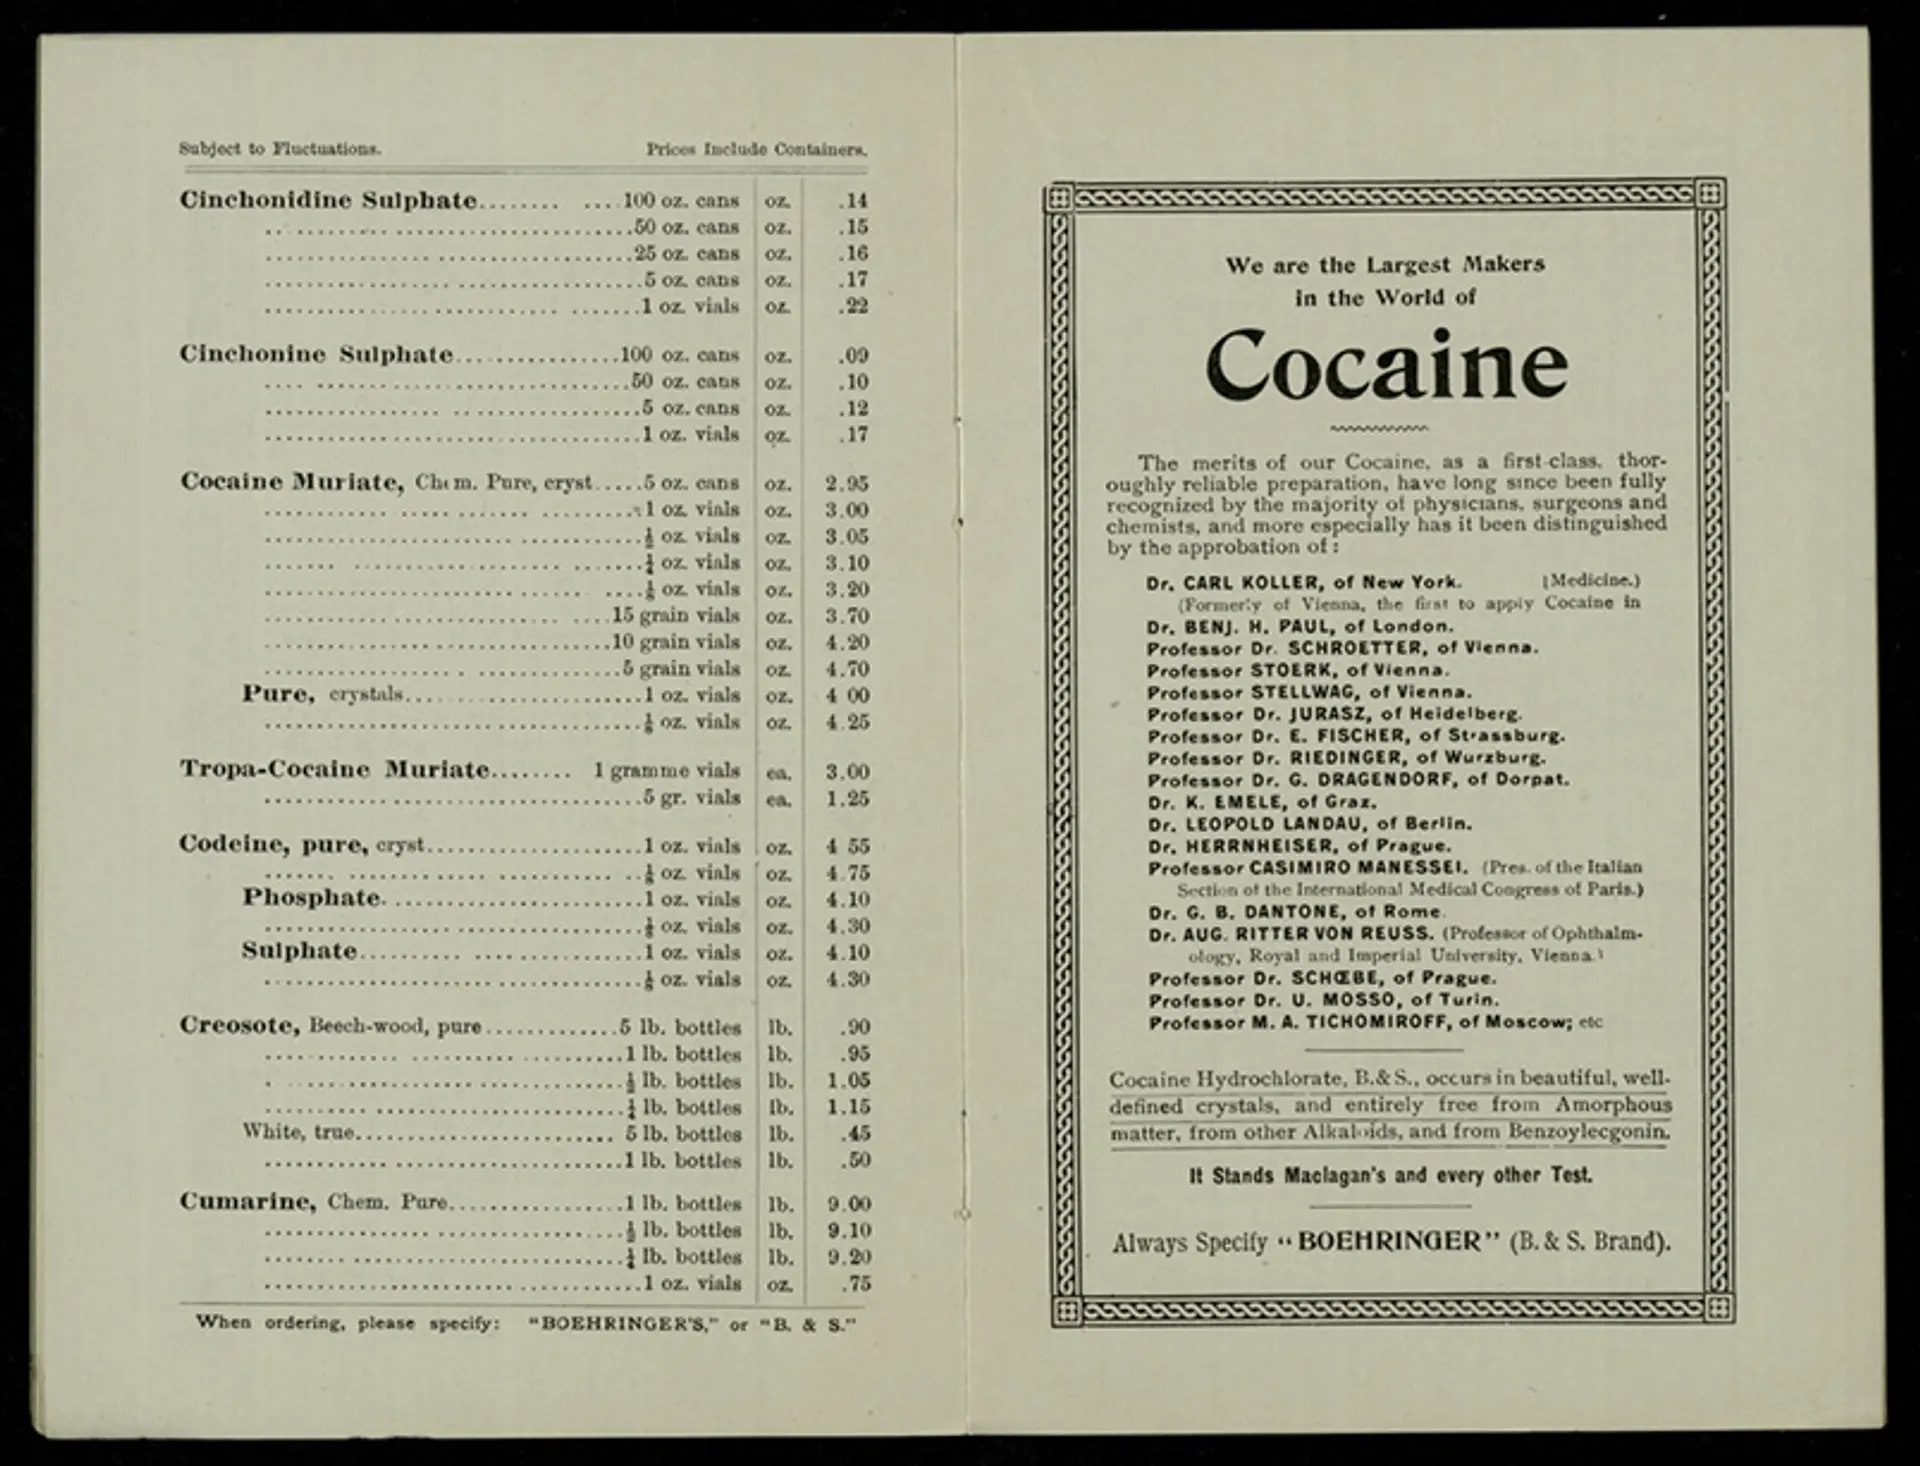 Subject to Fluctuations. Prices Include Containers.
Cinchonidine Sulphate........ ....100 oz. cans oz. .14
50 oz. cans oz. .15
25 oz. cans oz. .16
5 oz. cans oz. .17
1 oz. vials oz. .22
Cinchonine Sulphate................100 oz. cans oz. .09
50 oz. cans oz. .10
5 oz. cans oz. .12
1 oz. vials oz. .17
Cocaine Muriate, Chem. Pure, cryst.....5 oz. cans oz. 2.95
1 oz. vials oz. 3.00
½ oz. vials oz. 3.05
¼ oz. vials oz. 3.10
⅛ oz. vials oz. 3.20
15 grain vials oz. 3.70
10 grain vials oz. 4.20
5 grain vials oz. 4.70
Pure, crystals........................1 oz. vials oz. 4 00
⅛ oz. vials oz. 4.25
Tropa-Cocaine Muriate........ 1 gramme vials ea. 3.00
5 gr. vials ea. 1.25
Codeine, pure, cryst......................1 oz. vials oz. 4 55
⅛ oz. vials oz. 4.75
Phosphate..........................1 oz. vials oz. 4.10
⅛ oz. vials oz. 4.30
Sulphate..........................1 oz. vials oz. 4.10
⅛ oz. vials oz. 4.30
Creosote, Beech-wood, pure.............5 lb. bottles lb. .90
1 lb. bottles lb. .95
½ lb. bottles lb. 1.05
¼ lb. bottles lb. 1.15
White, true.......................... 5 lb. bottles lb. .45
1 lb. bottles lb. .50
Cumarine, Chem. Pure.................1 lb. bottles lb. 9.00
½ lb. bottles lb. 9.10
¼ lb. bottles lb. 9.20
1 oz. vials oz. .75
When ordering, please specify: "BOEHRINGER'S," or "B. & S."
We are the Largest Makers
in the World of
Cocaine
The merits of our Cocaine, as a first-class, thor-
oughly reliable preparation, have long since been fully
recognized by the majority of physicians, surgeons and
chemists, and more especially has it been distinguished
by the approbation of:
Dr. CARL KOLLER, of New York. (Medicine.)
(Formerly of Vienna, the first to apply Cocaine in
Dr. BENJ. H. PAUL, of London.
Professor Dr. SCHROETTER, of Vienna.
Professor STOERK, of Vienna.
Professor STELLWAG, of Vienna.
Professor Dr. JURASZ, of Heidelberg.
Professor Dr. E. FISCHER, of Strassburg.
Professor Dr. RIEDINGER, of Wurzburg.
Professor Dr. G. DRAGENDORF, of Dorpat.
Dr. K. EMELE, of Graz.
Dr. LEOPOLD LANDAU, of Berlin.
Dr. HERRNHEISER, of Prague.
Professor CASIMIRO MANESSEI. (Pres. of the Italian
Section of the International Medical Congress of Paris.)
Dr. G. B. DANTONE, of Rome.
Dr. AUG. RITTER VON REUSS. (Professor of Ophthalm-
ology, Royal and Imperial University, Vienna.)
Professor Dr. SCHŒBE, of Prague.
Professor Dr. U. MOSSO, of Turin.
Professor M. A. TICHOMIROFF, of Moscow; etc
Cocaine Hydrochlorate, B.& S., occurs in beautiful, well-
defined crystals, and entirely free from Amorphous
matter, from other Alkaloids, and from Benzoylecgonin.
It Stands Maclagan's and every other Test.
Always Specify "BOEHRINGER" (B. & S. Brand).